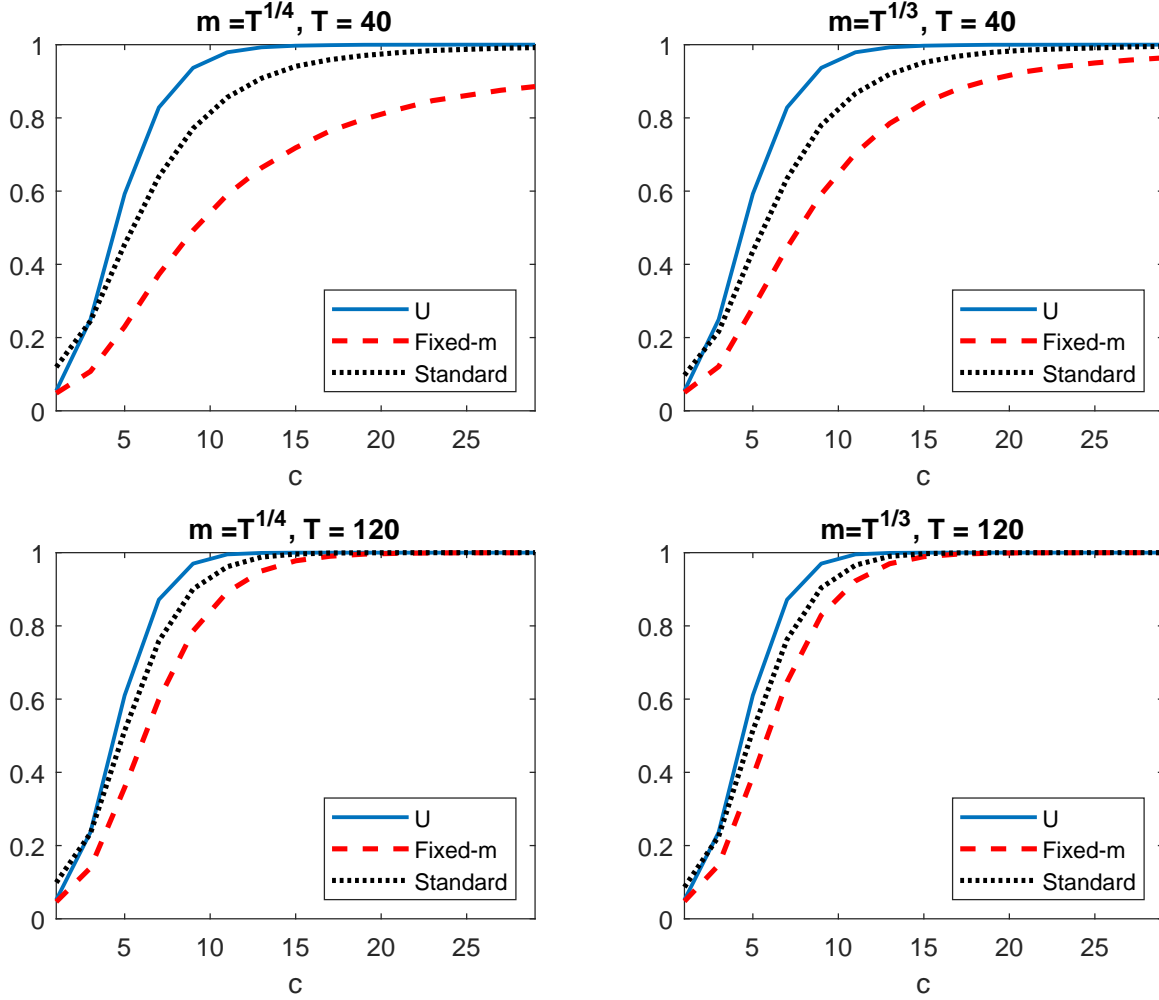 m =T^{1/4}, T = 40
1
0.8
0.6
0.4
0.2
0
U
Fixed-m
Standard
5 10 15 20 25
c
m =T^{1/3}, T = 40
1
0.8
0.6
0.4
0.2
0
U
Fixed-m
Standard
5 10 15 20 25
c
m =T^{1/4}, T = 120
1
0.8
0.6
0.4
0.2
0
U
Fixed-m
Standard
5 10 15 20 25
c
m=T^{1/3}, T = 120
1
0.8
0.6
0.4
0.2
0
U
Fixed-m
Standard
5 10 15 20 25
c